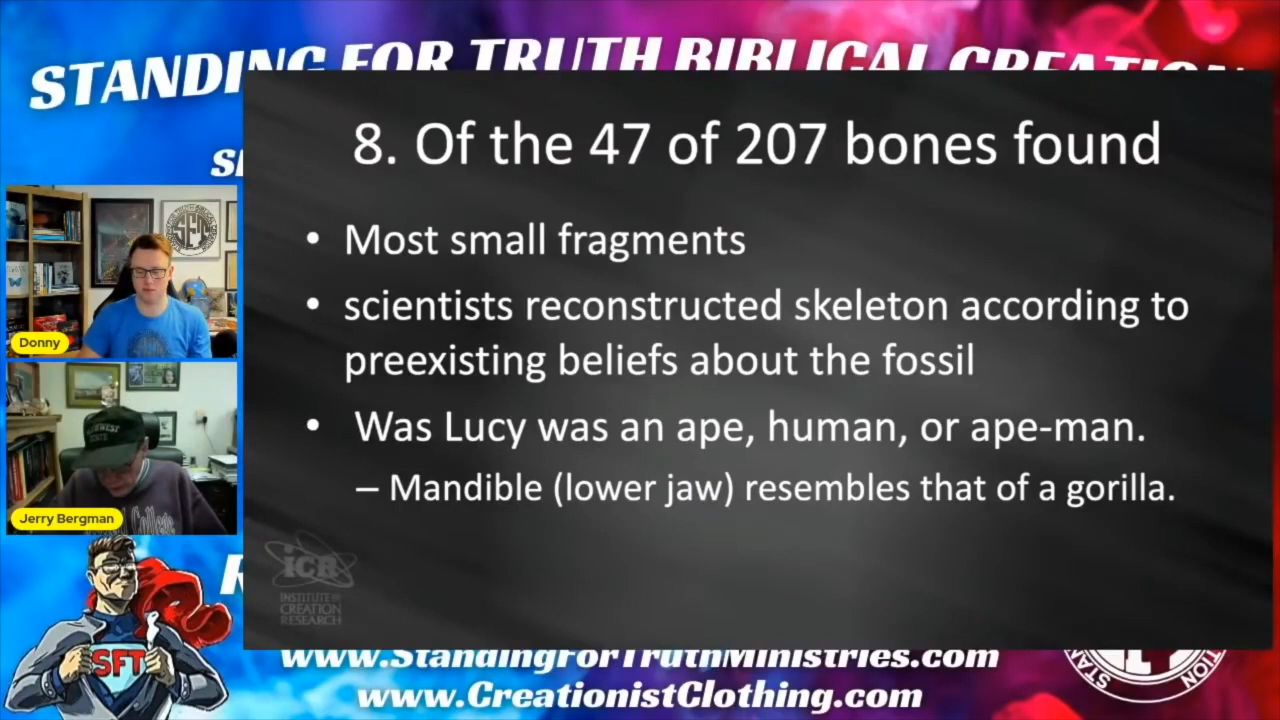 STANDING FOR TRUTH BIBLICAL CREATION
8. Of the 47 of 207 bones found
• Most small fragments
• scientists reconstructed skeleton according to
preexisting beliefs about the fossil
• Was Lucy was an ape, human, or ape-man.
– Mandible (lower jaw) resembles that of a gorilla.
SFT
Donny
Jerry Bergman
SFT
iCR
INSTITUTE
CREATION
RESEARCH
www.StandingForTruthMinistries.com
www.CreationistClothing.com